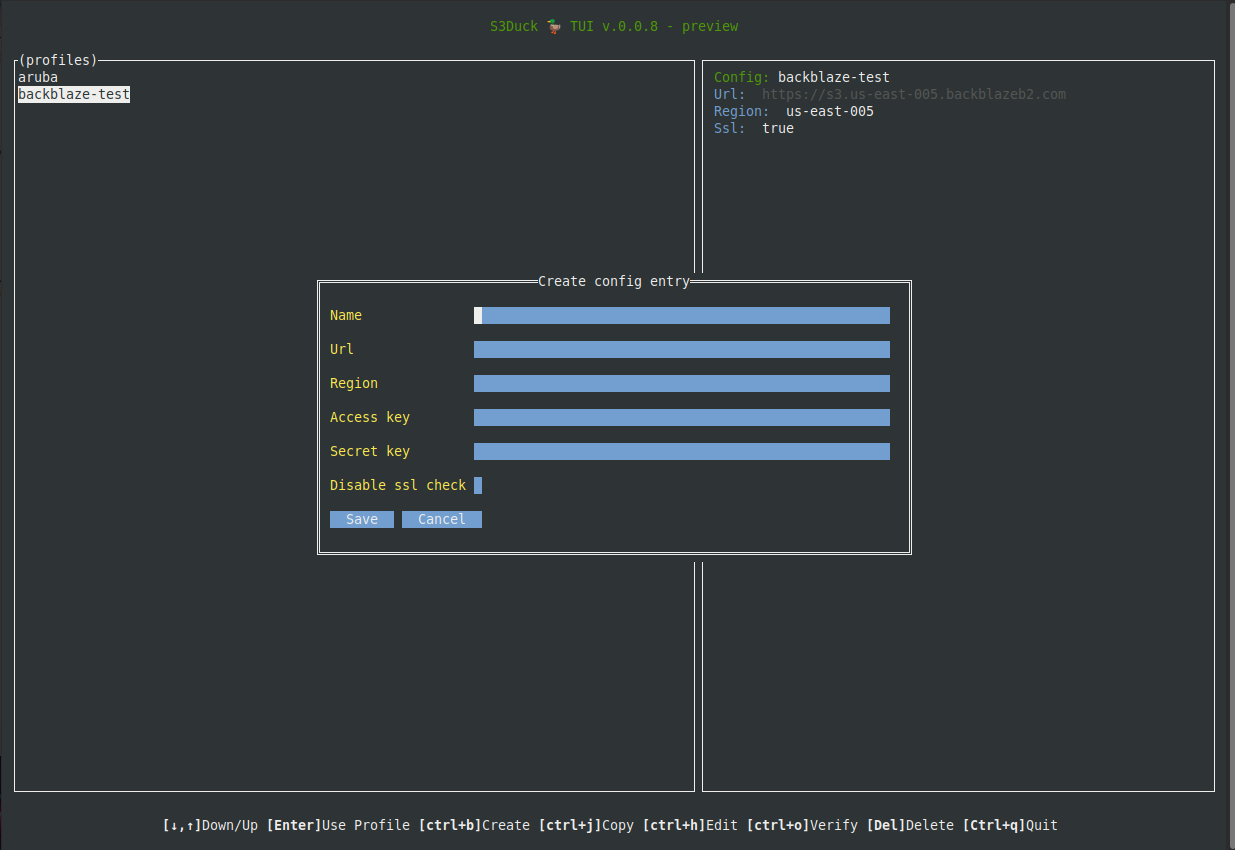 S3Duck 🦆 TUI v.0.0.8 - preview
(profiles)
aruba
backblaze-test
Config: backblaze-test
Url: https://s3.us-east-005.backblazeb2.com
Region: us-east-005
Ssl: true
Create config entry
Name
Url
Region
Access key
Secret key
Disable ssl check
Save Cancel
[↓,↑]Down/Up [Enter]Use Profile [ctrl+b]Create [ctrl+j]Copy [ctrl+h]Edit [ctrl+o]Verify [Del]Delete [Ctrl+q]Quit